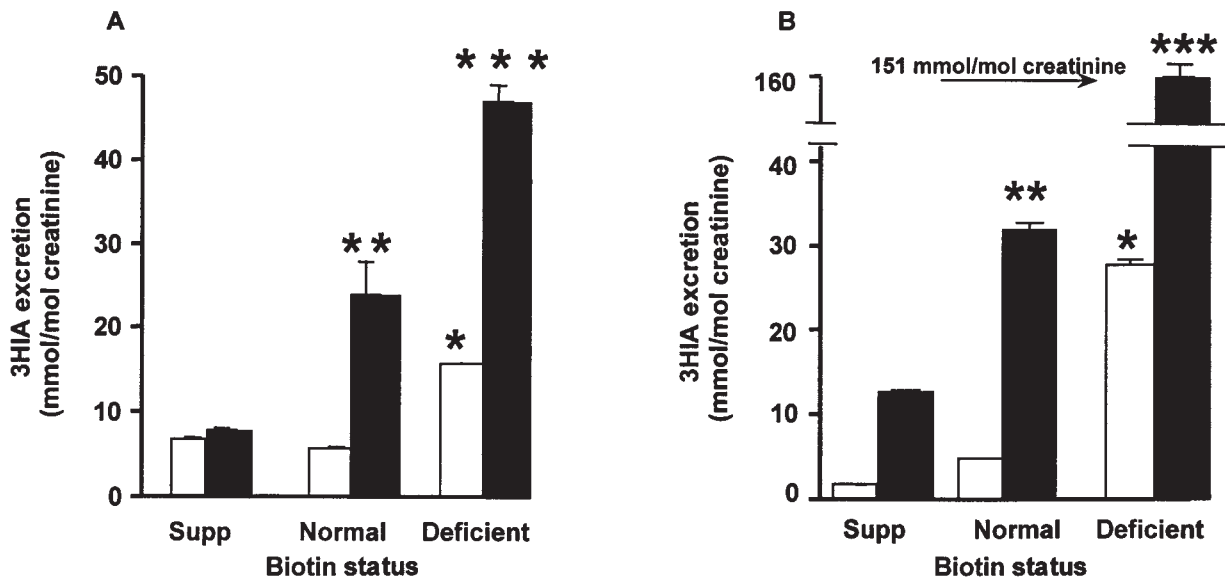 A
3HIA excretion
(mmol/mol creatinine)
50
40
30
20
10
0
* * *
* *
*
Supp Normal Deficient
Biotin status
B
3HIA excretion
(mmol/mol creatinine)
160
40
30
20
10
0
151 mmol/mol creatinine
***
**
*
Supp Normal Deficient
Biotin status